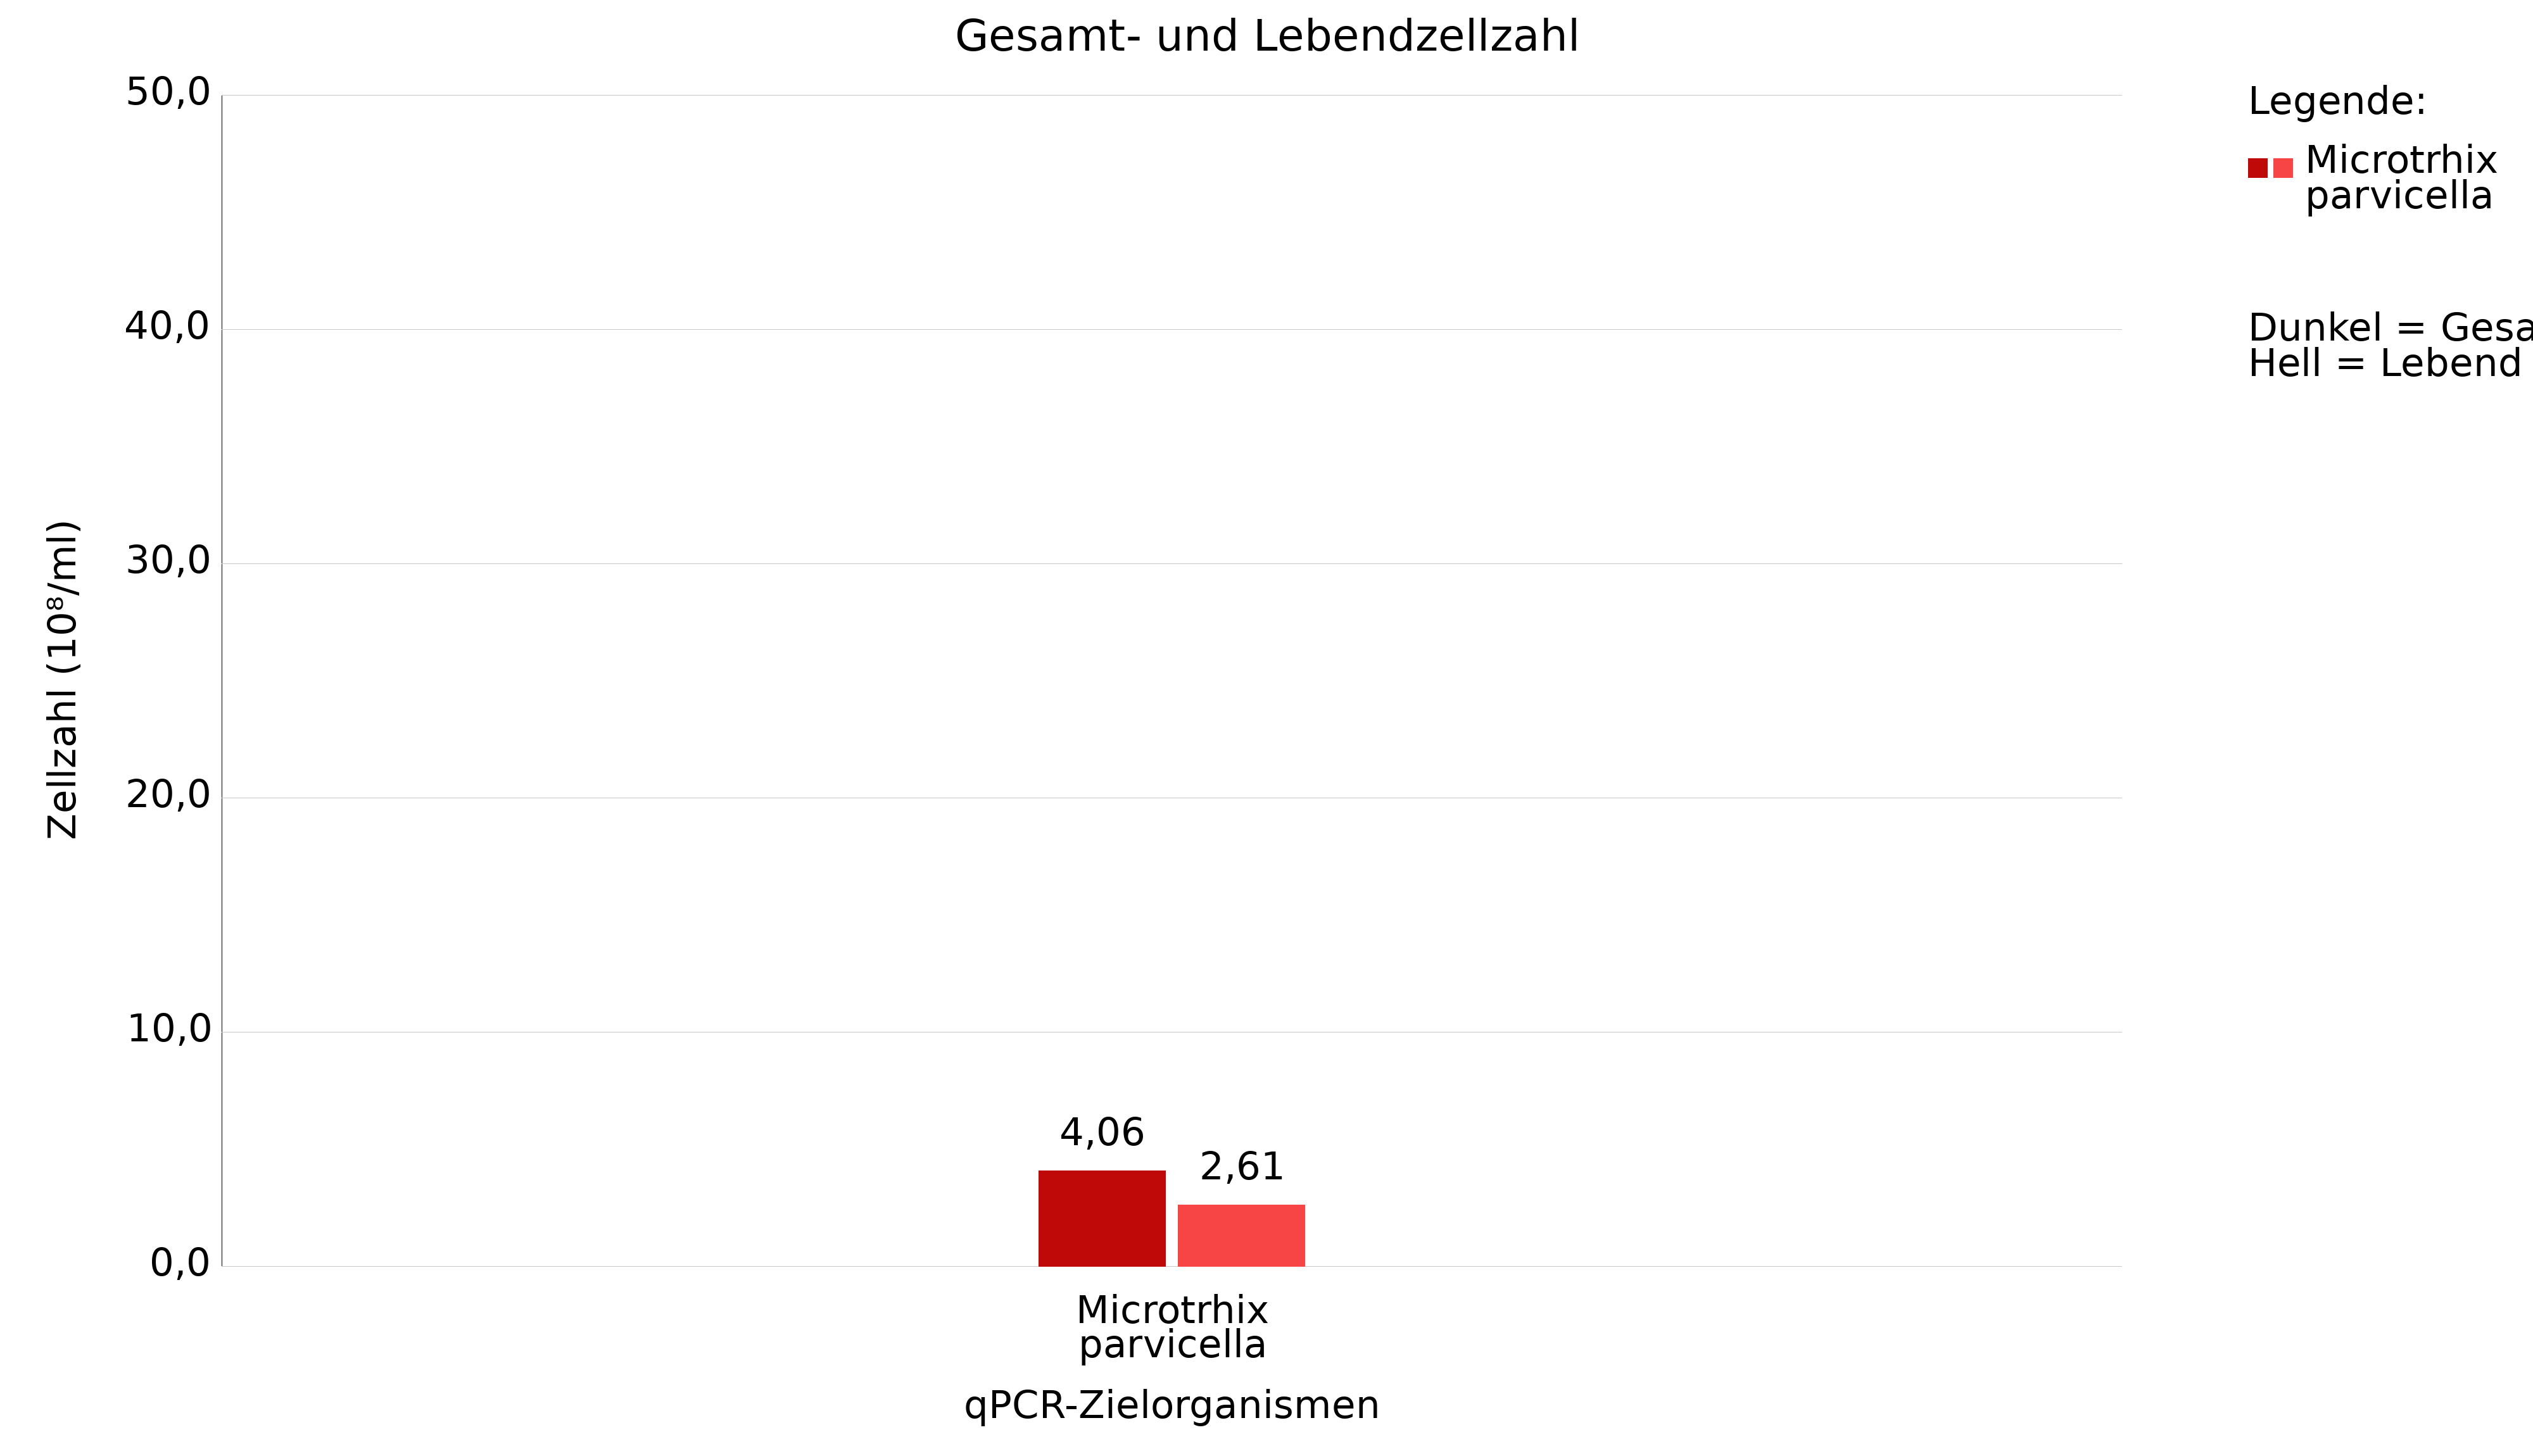 Gesamt- und Lebendzellzahl
50,0
40,0
30,0
20,0
10,0
0,0
Zellzahl (10⁸/ml)
4,06
2,61
Microtrhix
parvicella
qPCR-Zielorganismen
Legende:
Microtrhix
parvicella
Dunkel =
Hell = Lebend